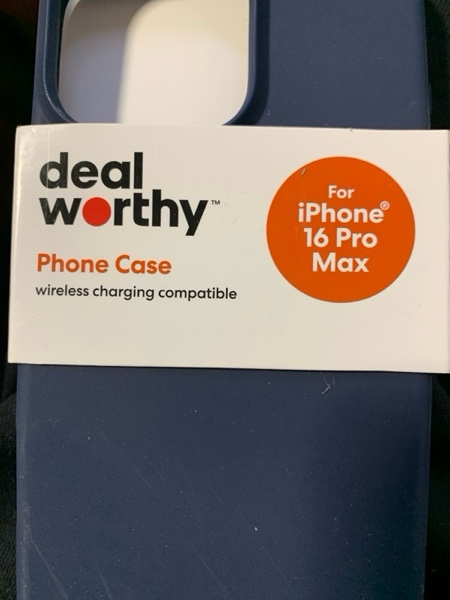 deal
worthy™
Phone Case
wireless charging compatible
For
iPhone®
16 Pro
Max